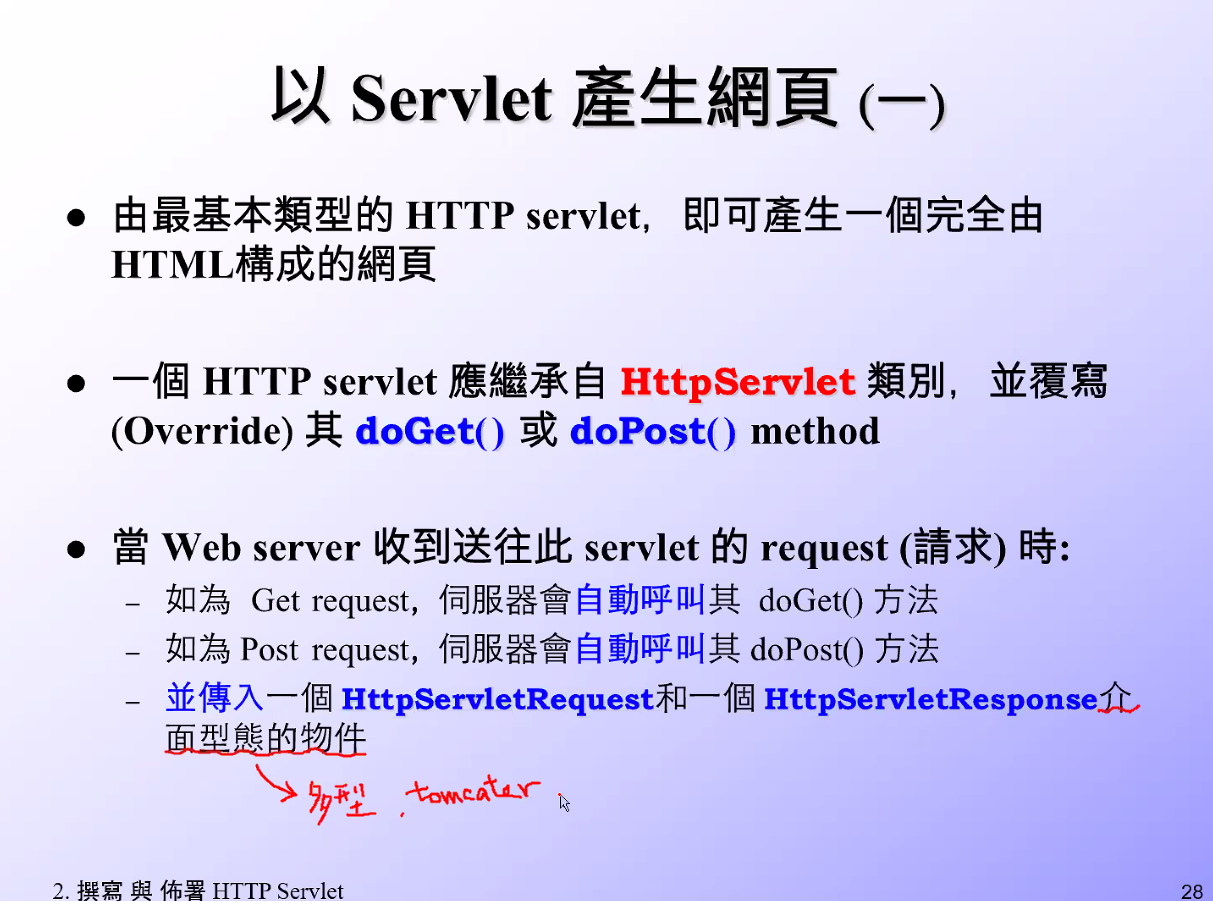 以 Servlet 產生網頁 (一)
● 由最基本類型的 HTTP servlet，即可產生一個完全由
HTML構成的網頁
● 一個 HTTP servlet 應繼承自 HttpServlet 類別，並覆寫
(Override) 其 doGet() 或 doPost() method
● 當 Web server 收到送往此 servlet 的 request (請求) 時:
– 如為 Get request，伺服器會自動呼叫其 doGet() 方法
– 如為 Post request，伺服器會自動呼叫其 doPost() 方法
– 並傳入一個 HttpServletRequest和一個 HttpServletResponse介
面型態的物件
多型 . tomcater
2. 撰寫 與 佈署 HTTP Servlet
28